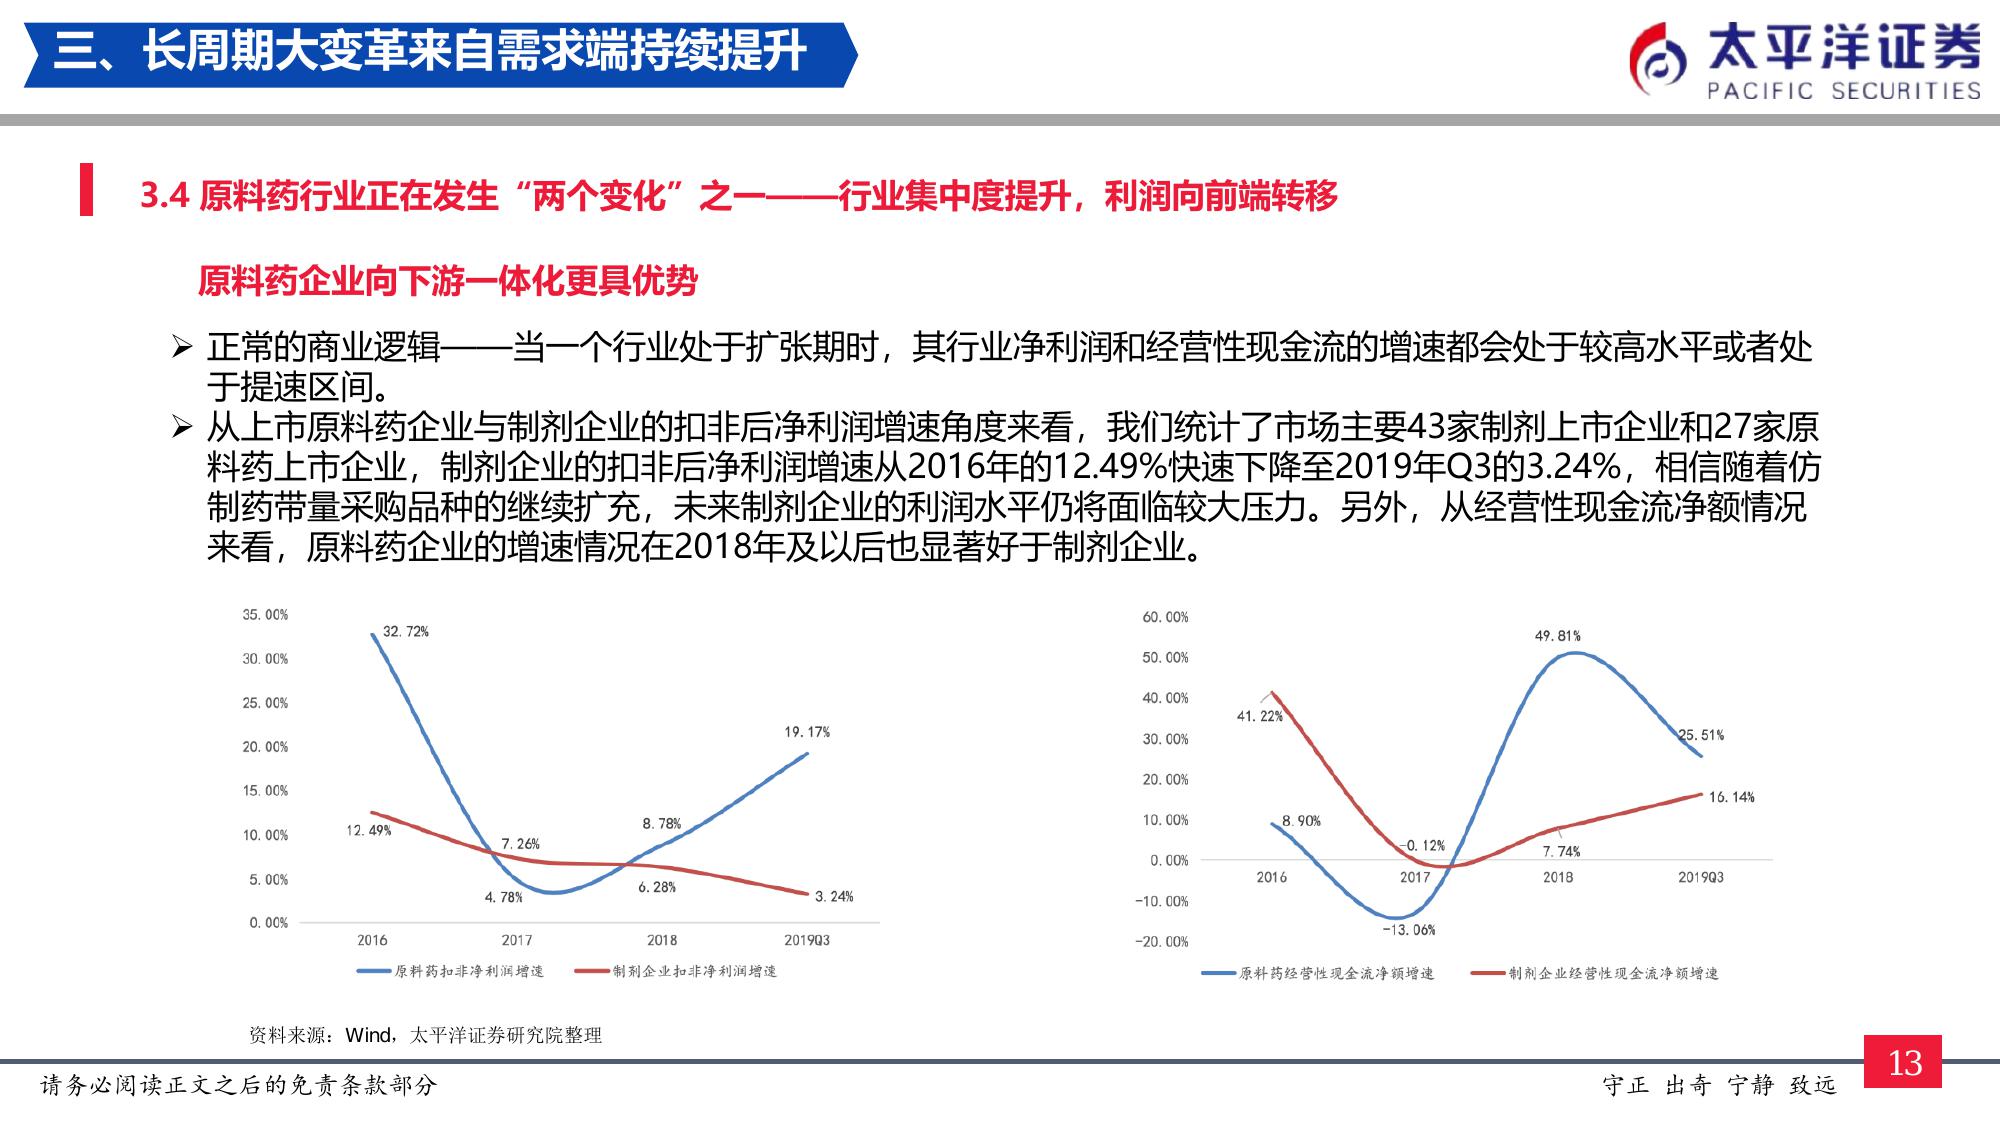 三、长周期大变革来自需求端持续提升
太平洋证券
PACIFIC SECURITIES
3.4 原料药行业正在发生“两个变化”之一——行业集中度提升，利润向前端转移
原料药企业向下游一体化更具优势
➢ 正常的商业逻辑——当一个行业处于扩张期时，其行业净利润和经营性现金流的增速都会处于较高水平或者处
于提速区间。
➢ 从上市原料药企业与制剂企业的扣非后净利润增速角度来看，我们统计了市场主要43家制剂上市企业和27家原
料药上市企业，制剂企业的扣非后净利润增速从2016年的12.49%快速下降至2019年Q3的3.24%，相信随着仿
制药带量采购品种的继续扩充，未来制剂企业的利润水平仍将面临较大压力。另外，从经营性现金流净额情况
来看，原料药企业的增速情况在2018年及以后也显著好于制剂企业。
35.00%
30.00%
25.00%
20.00%
15.00%
10.00%
5.00%
0.00%
32.72%
12.49%
7.26%
4.78%
8.78%
6.28%
19.17%
3.24%
2016 2017 2018 2019Q3
原料药扣非净利润增速 制剂企业扣非净利润增速
60.00%
50.00%
40.00%
30.00%
20.00%
10.00%
0.00%
-10.00%
-20.00%
41.22%
8.90%
-0.12%
-13.06%
49.81%
7.74%
25.51%
16.14%
2016 2017 2018 2019Q3
原料药经营性现金流净额增速 制剂企业经营性现金流净额增速
资料来源：Wind，太平洋证券研究院整理
请务必阅读正文之后的免责条款部分
守正 出奇 宁静 致远
13